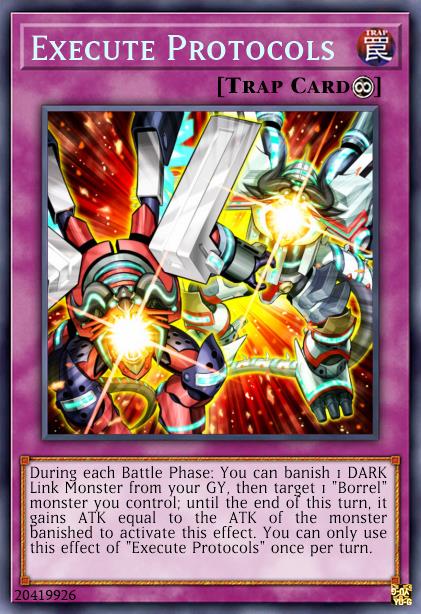 Execute Protocols
TRAP
罠
[Trap Card]
During each Battle Phase: You can banish 1 DARK
Link Monster from your GY, then target 1 "Borrel"
monster you control; until the end of this turn, it
gains ATK equal to the ATK of the monster
banished to activate this effect. You can only use
this effect of "Execute Protocols" once per turn.
20419926